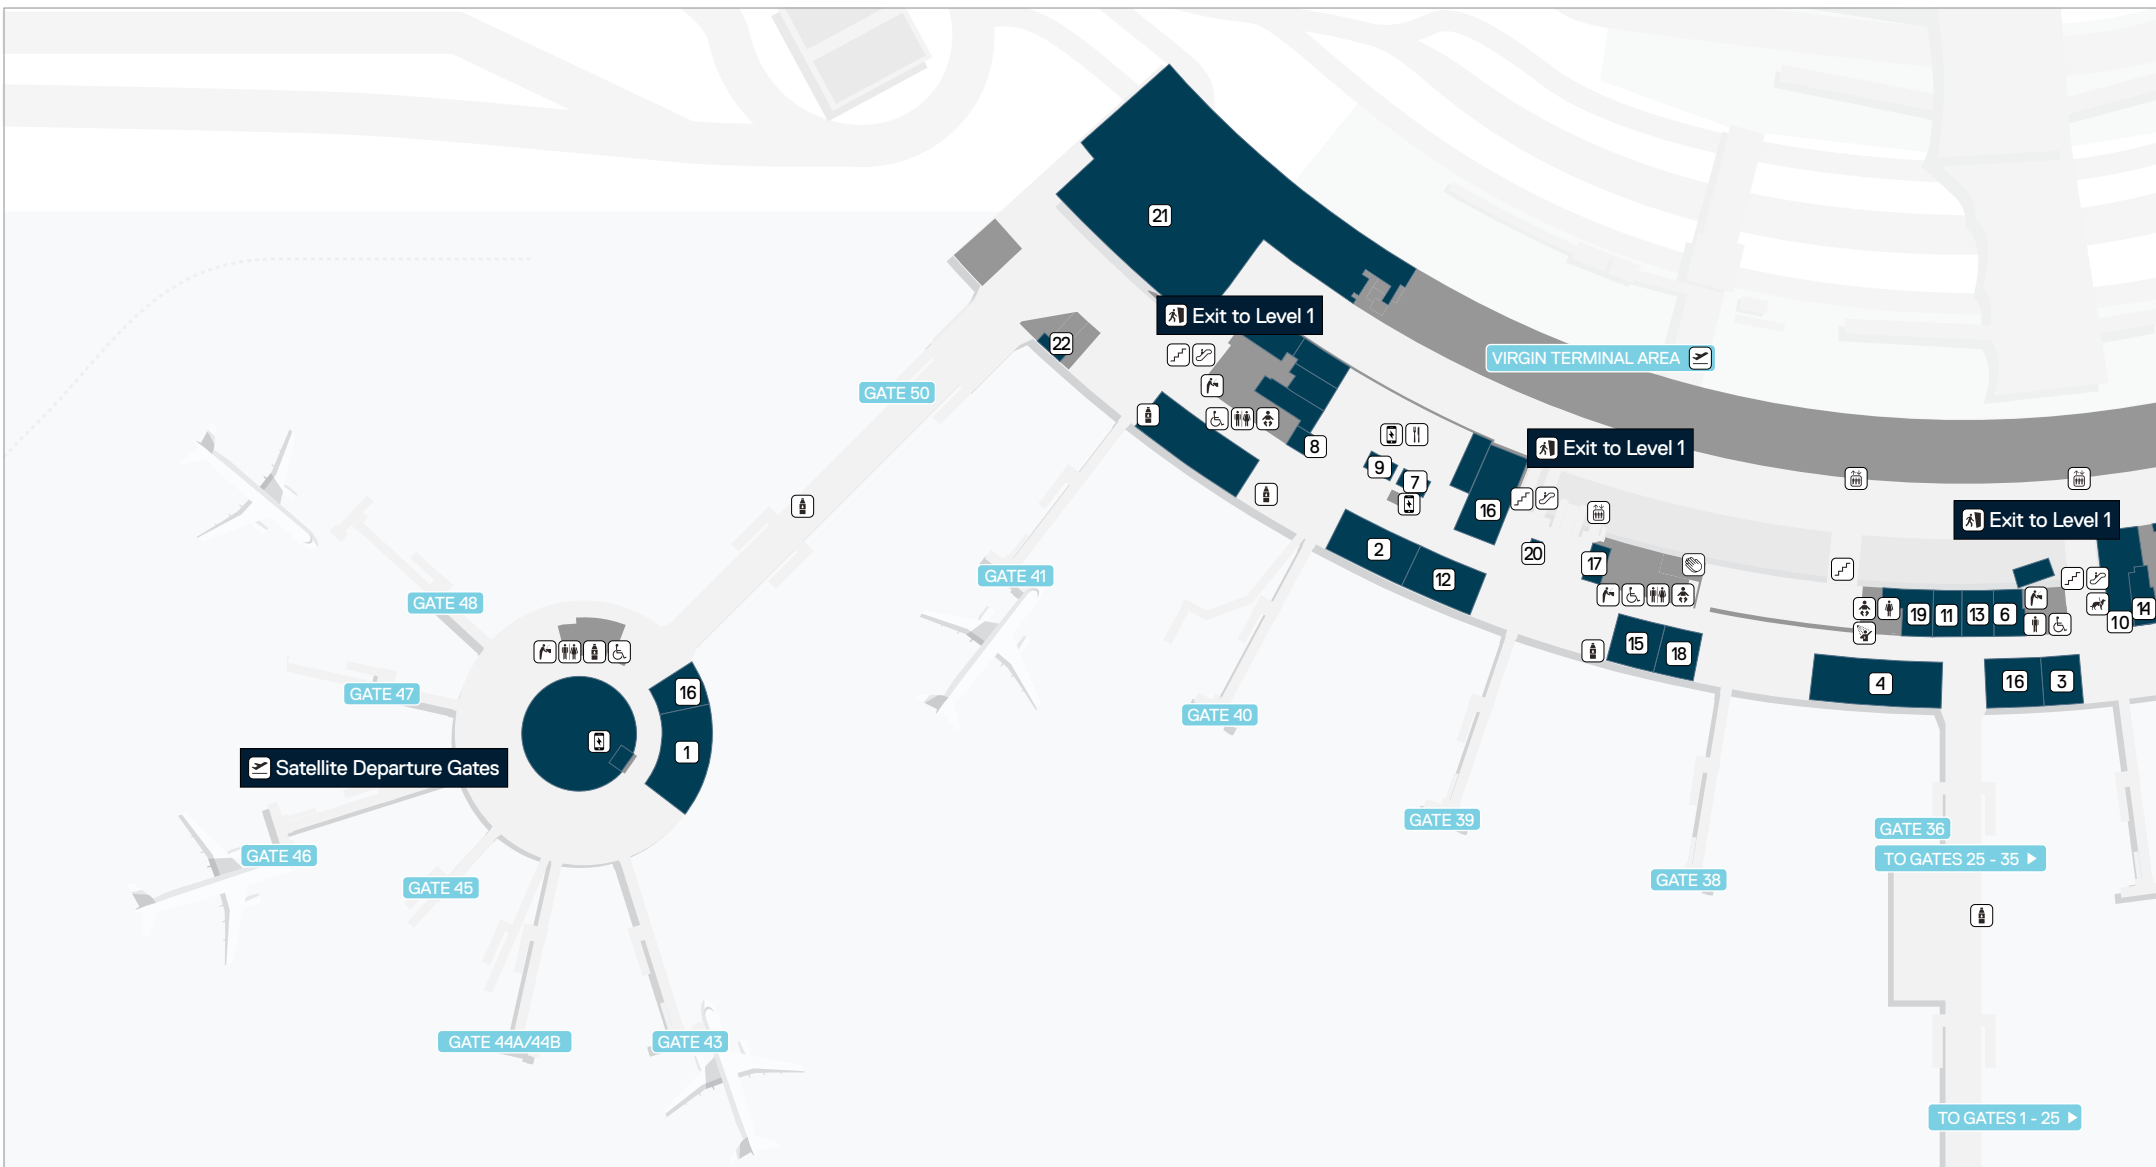 21
Exit to Level 1
22
VIRGIN TERMINAL AREA
GATE 50
8
Exit to Level 1
9
7
16
2
12
20
17
Exit to Level 1
GATE 41
GATE 48
19
11
13
6
10
14
15
18
16
4
16
3
GATE 47
GATE 40
1
Satellite Departure Gates
GATE 39
GATE 36
TO GATES 25 - 35
GATE 46
GATE 45
GATE 38
GATE 44A/44B
GATE 43
TO GATES 1 - 25